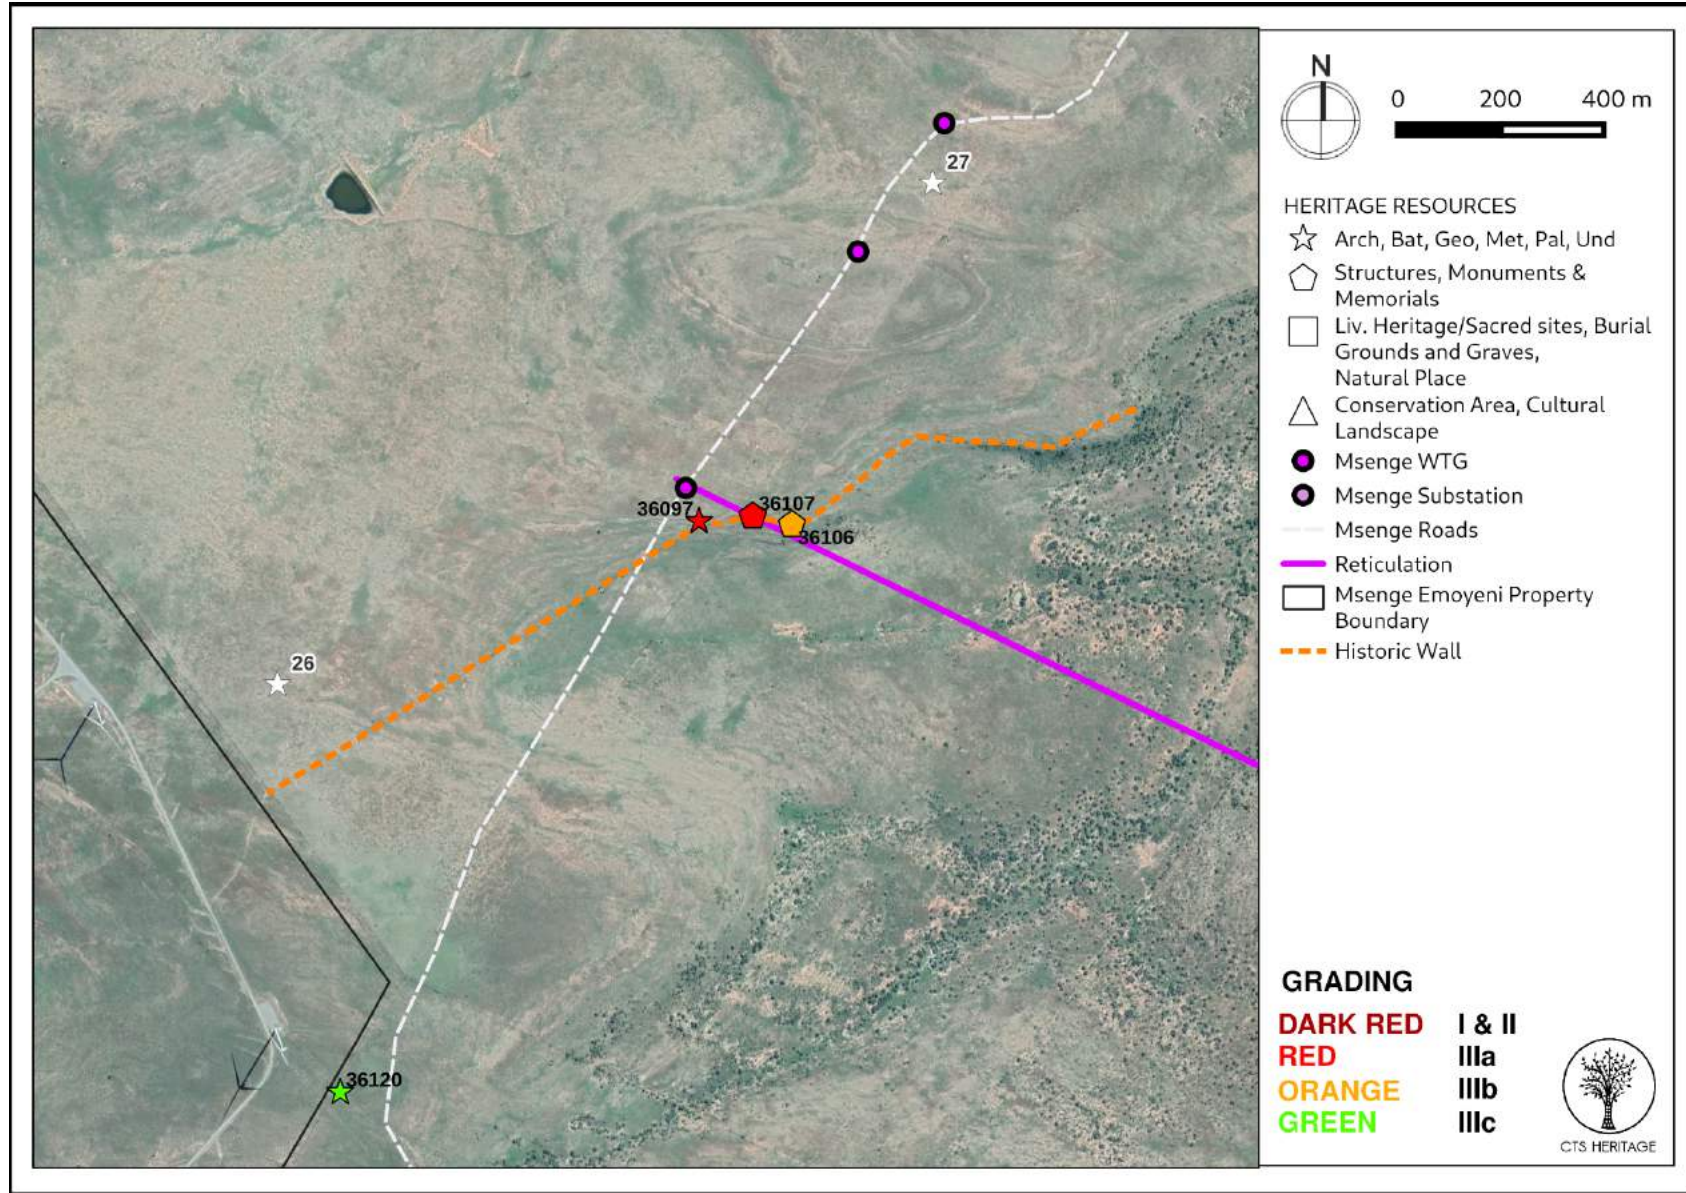 27
36097
36107
36106
26
36120
N
0 200 400 m
HERITAGE RESOURCES
Arch, Bat, Geo, Met, Pal, Und
Structures, Monuments &
Memorials
Liv. Heritage/Sacred sites, Burial
Grounds and Graves,
Natural Place
Conservation Area, Cultural
Landscape
Msenge WTG
Msenge Substation
Msenge Roads
Reticulation
Msenge Emoyeni Property
Boundary
Historic Wall
GRADING
DARK RED I & II
RED IIIa
ORANGE IIIb
GREEN IIIc
CTS HERITAGE